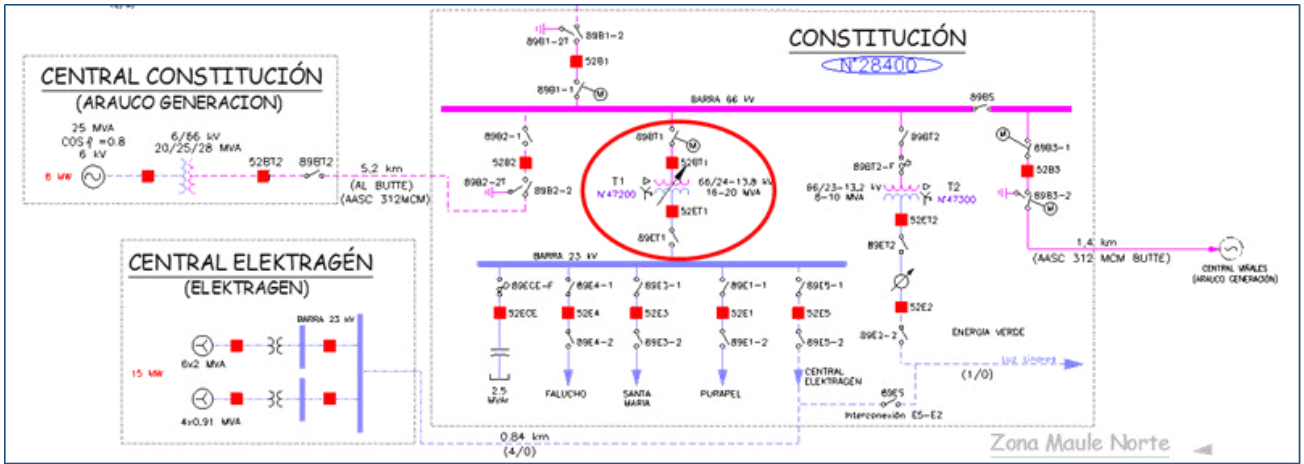 CENTRAL CONSTITUCIÓN
(ARAUCO GENERACION)
25 MVA
COS φ =0.8
6 kV
8 MW
6/66 kV
20/25/28 MVA
52BT2
89BT2
5,2 km
(AL BUTTE)
(AASC 312MCM)
CENTRAL ELEKTRAGÉN
(ELEKTRAGEN)
BARRA 23 kV
6x2 MVA
15 MW
4x0.91 MVA
0.84 km
(4/0)
CONSTITUCIÓN
N°28400
89B1-2T
89B1-2
52B1
89B1-1
M
BARRA 66 kV
89BS
89B2-1
52B2
89B2-2T
89B2-2
89BT1
M
52BT1
T1
N°47200
66/24-13.8 kV
16-20 MVA
52ET1
89ET1
89BT2
89BT2-F
66/23-13,2 kV
8-10 MVA
T2
N°47300
52ET2
89ET2
52E2
89E2-2
M
89B3-1
52B3
89B3-2
M
1,4 km
(AASC 312 MCM BUTTE)
CENTRAL VIÑALES
(ARAUCO GENERACIÓN)
BARRA 23 kV
89ECE-F
89E4-1
89E3-1
89E1-1
89E5-1
52ECE
52E4
52E3
52E1
52E5
89E4-2
89E3-2
89E1-2
89E5-2
2.5
MVAr
FALUCHO
SANTA
MARIA
PURAPEL
CENTRAL
ELEKTRAGÉN
ENERGIA VERDE
Luz linares
(1/0)
89ES
Interconexión E5-E2
Zona Maule Norte